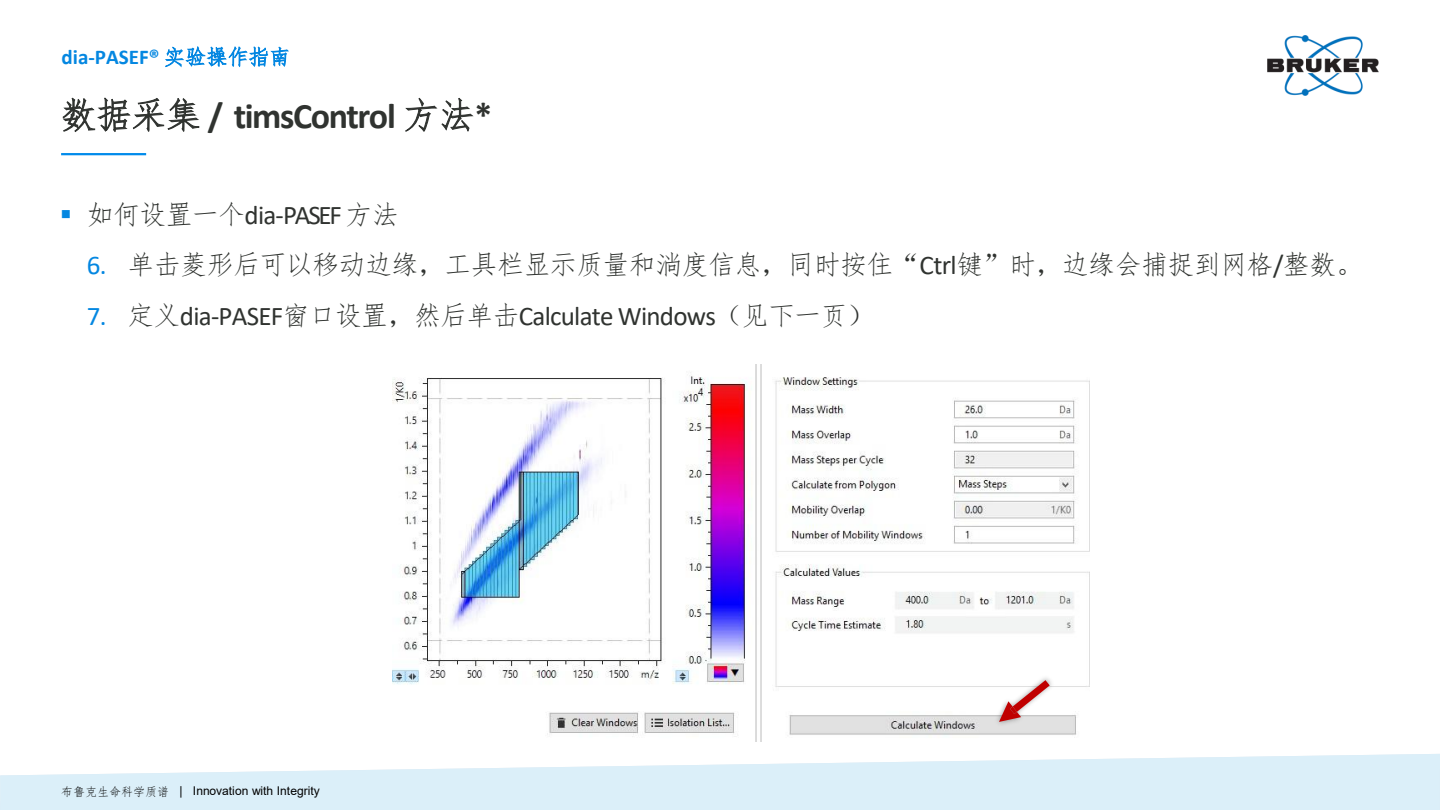 dia-PASEF® 实验操作指南
BRUKER
数据采集 / timsControl 方法*
▪ 如何设置一个dia-PASEF 方法
6. 单击菱形后可以移动边缘，工具栏显示质量和淌度信息，同时按住“Ctrl键”时，边缘会捕捉到网格/整数。
7. 定义dia-PASEF窗口设置，然后单击Calculate Windows（见下一页）
1/K0
1.6
1.5
1.4
1.3
1.2
1.1
1
0.9
0.8
0.7
0.6
250 500 750 1000 1250 1500 m/z
Int.
x10⁴
2.5
2.0
1.5
1.0
0.5
0.0
Clear Windows
Isolation List...
Window Settings
Mass Width 26.0 Da
Mass Overlap 1.0 Da
Mass Steps per Cycle 32
Calculate from Polygon Mass Steps
Mobility Overlap 0.00 1/K0
Number of Mobility Windows 1
Calculated Values
Mass Range 400.0 Da to 1201.0 Da
Cycle Time Estimate 1.80 s
Calculate Windows
布鲁克生命科学质谱 | Innovation with Integrity